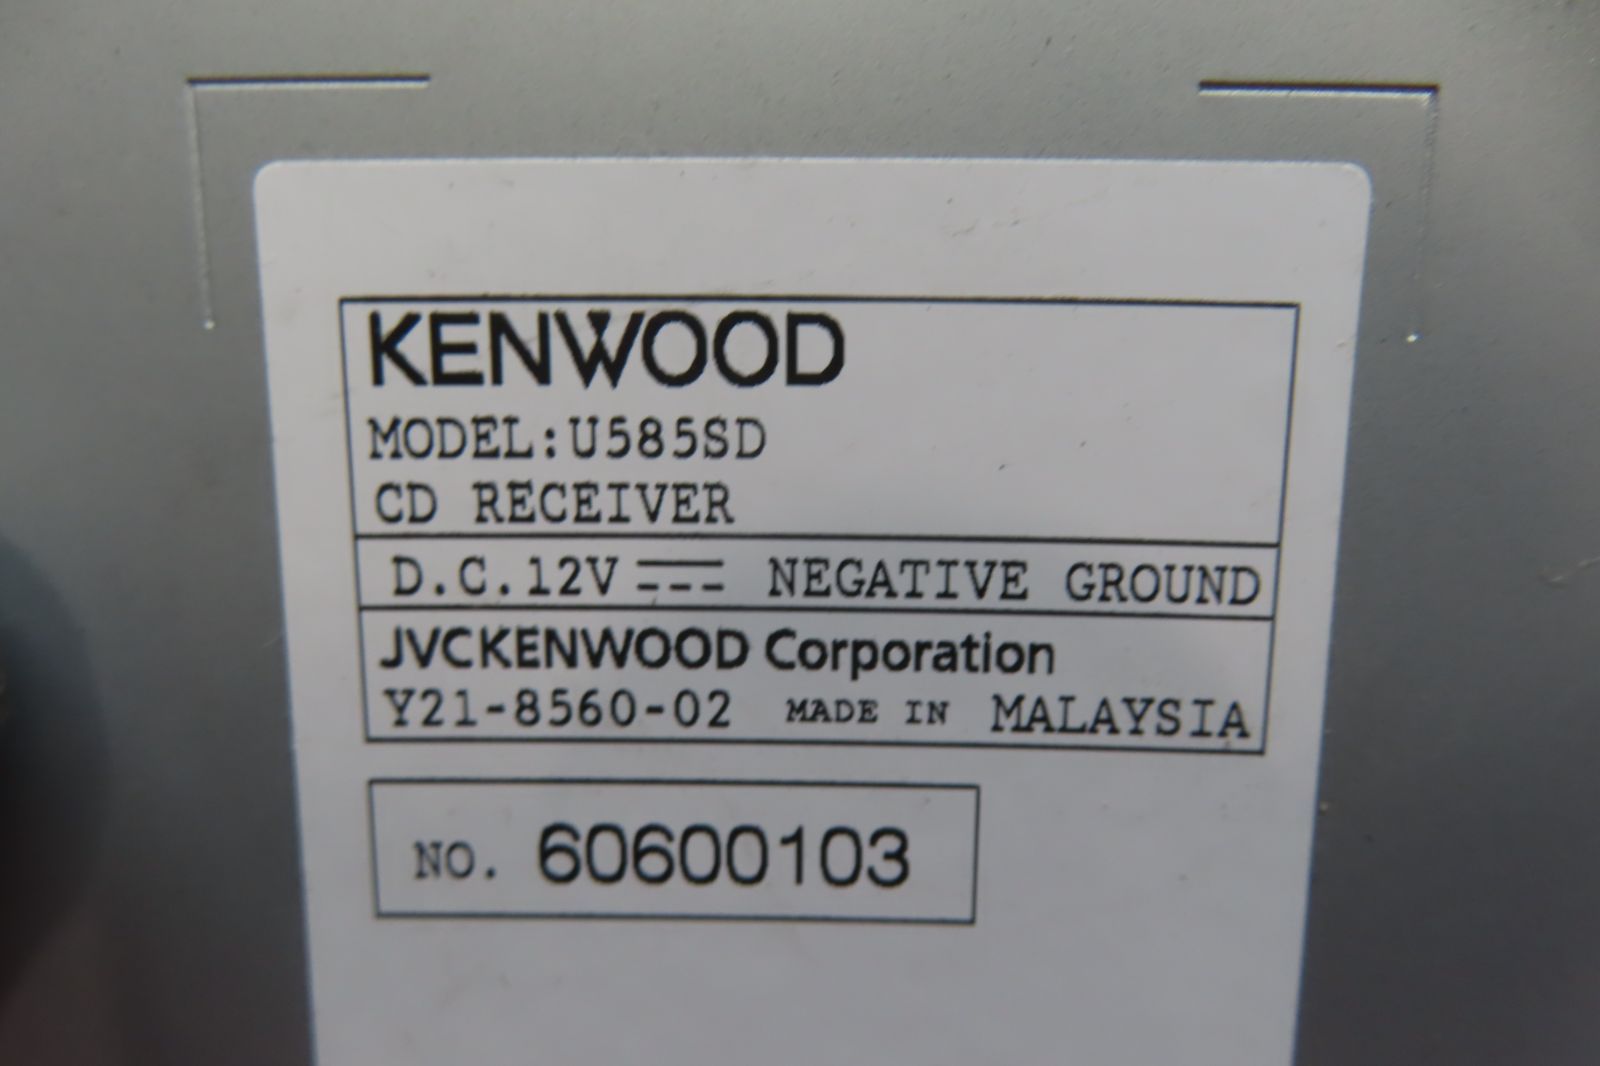 KENWOOD
MODEL:U585SD
CD RECEIVER
D.C.12V NEGATIVE GROUND
JVCKENWOOD Corporation
Y21-8560-02 MADE IN MALAYSIA
NO. 60600103